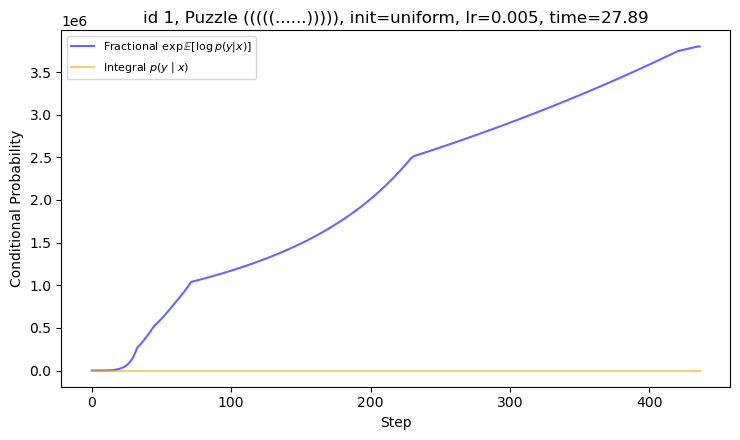 id 1, Puzzle (((((......))))), init=uniform, lr=0.005, time=27.89
1e6
Fractional exp𝔼[log p(y|x)]
Integral p(y | x)
3.5
3.0
2.5
2.0
1.5
1.0
0.5
0.0
Conditional Probability
0 100 200 300 400
Step